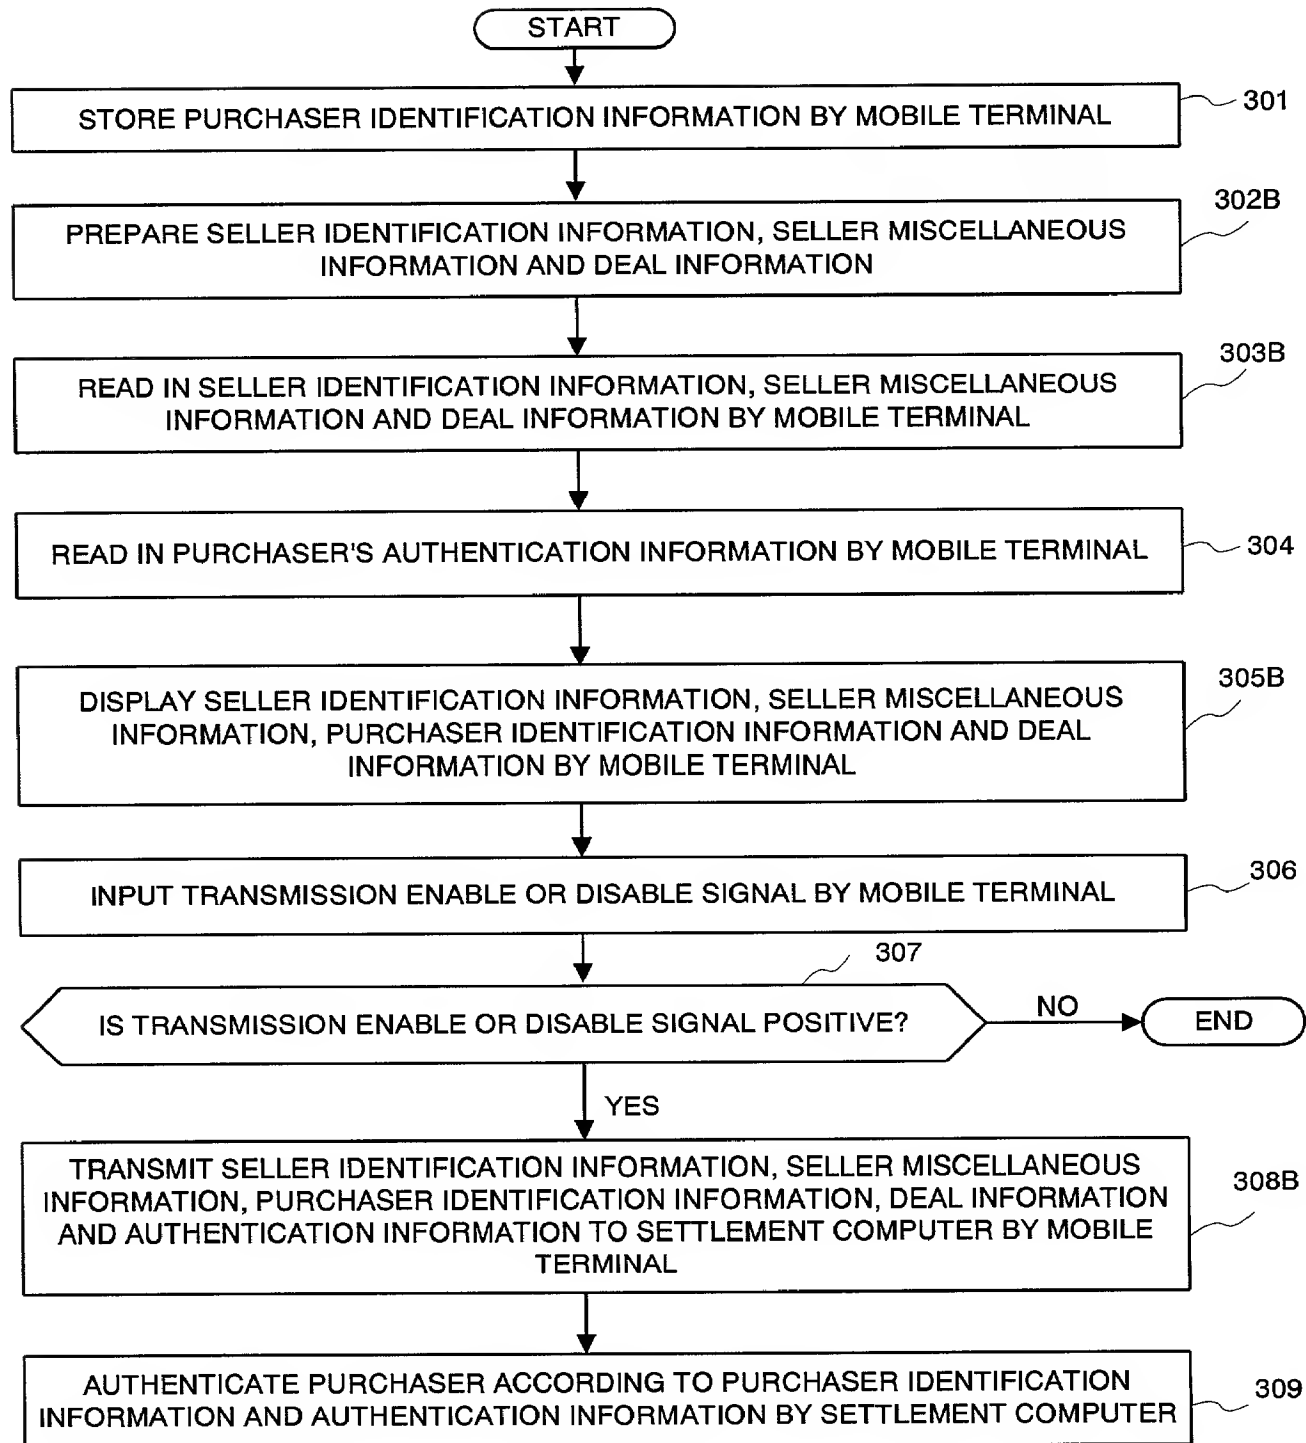 START
STORE PURCHASER IDENTIFICATION INFORMATION BY MOBILE TERMINAL
301
302B
PREPARE SELLER IDENTIFICATION INFORMATION, SELLER MISCELLANEOUS
INFORMATION AND DEAL INFORMATION
303B
READ IN SELLER IDENTIFICATION INFORMATION, SELLER MISCELLANEOUS
INFORMATION AND DEAL INFORMATION BY MOBILE TERMINAL
READ IN PURCHASER'S AUTHENTICATION INFORMATION BY MOBILE TERMINAL
304
305B
DISPLAY SELLER IDENTIFICATION INFORMATION, SELLER MISCELLANEOUS
INFORMATION, PURCHASER IDENTIFICATION INFORMATION AND DEAL
INFORMATION BY MOBILE TERMINAL
INPUT TRANSMISSION ENABLE OR DISABLE SIGNAL BY MOBILE TERMINAL
306
307
IS TRANSMISSION ENABLE OR DISABLE SIGNAL POSITIVE?
NO
END
YES
TRANSMIT SELLER IDENTIFICATION INFORMATION, SELLER MISCELLANEOUS
INFORMATION, PURCHASER IDENTIFICATION INFORMATION, DEAL INFORMATION
AND AUTHENTICATION INFORMATION TO SETTLEMENT COMPUTER BY MOBILE
TERMINAL
308B
AUTHENTICATE PURCHASER ACCORDING TO PURCHASER IDENTIFICATION
INFORMATION AND AUTHENTICATION INFORMATION BY SETTLEMENT COMPUTER
309